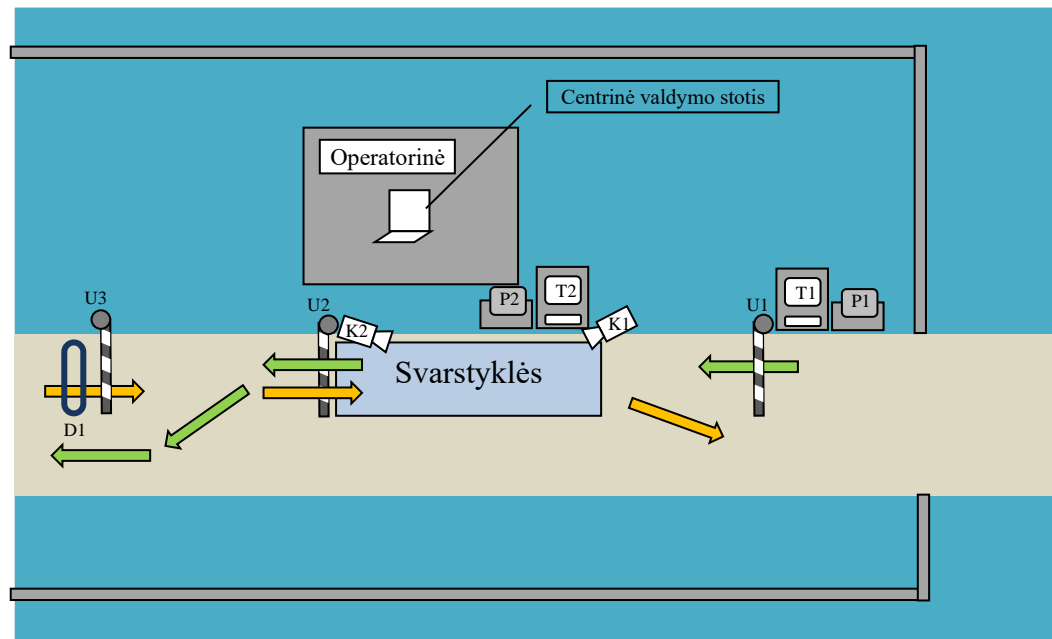 Centrinė valdymo stotis
Operatorinė
U3
U2
K2
P2
T2
K1
U1
T1
P1
Svarstyklės
D1